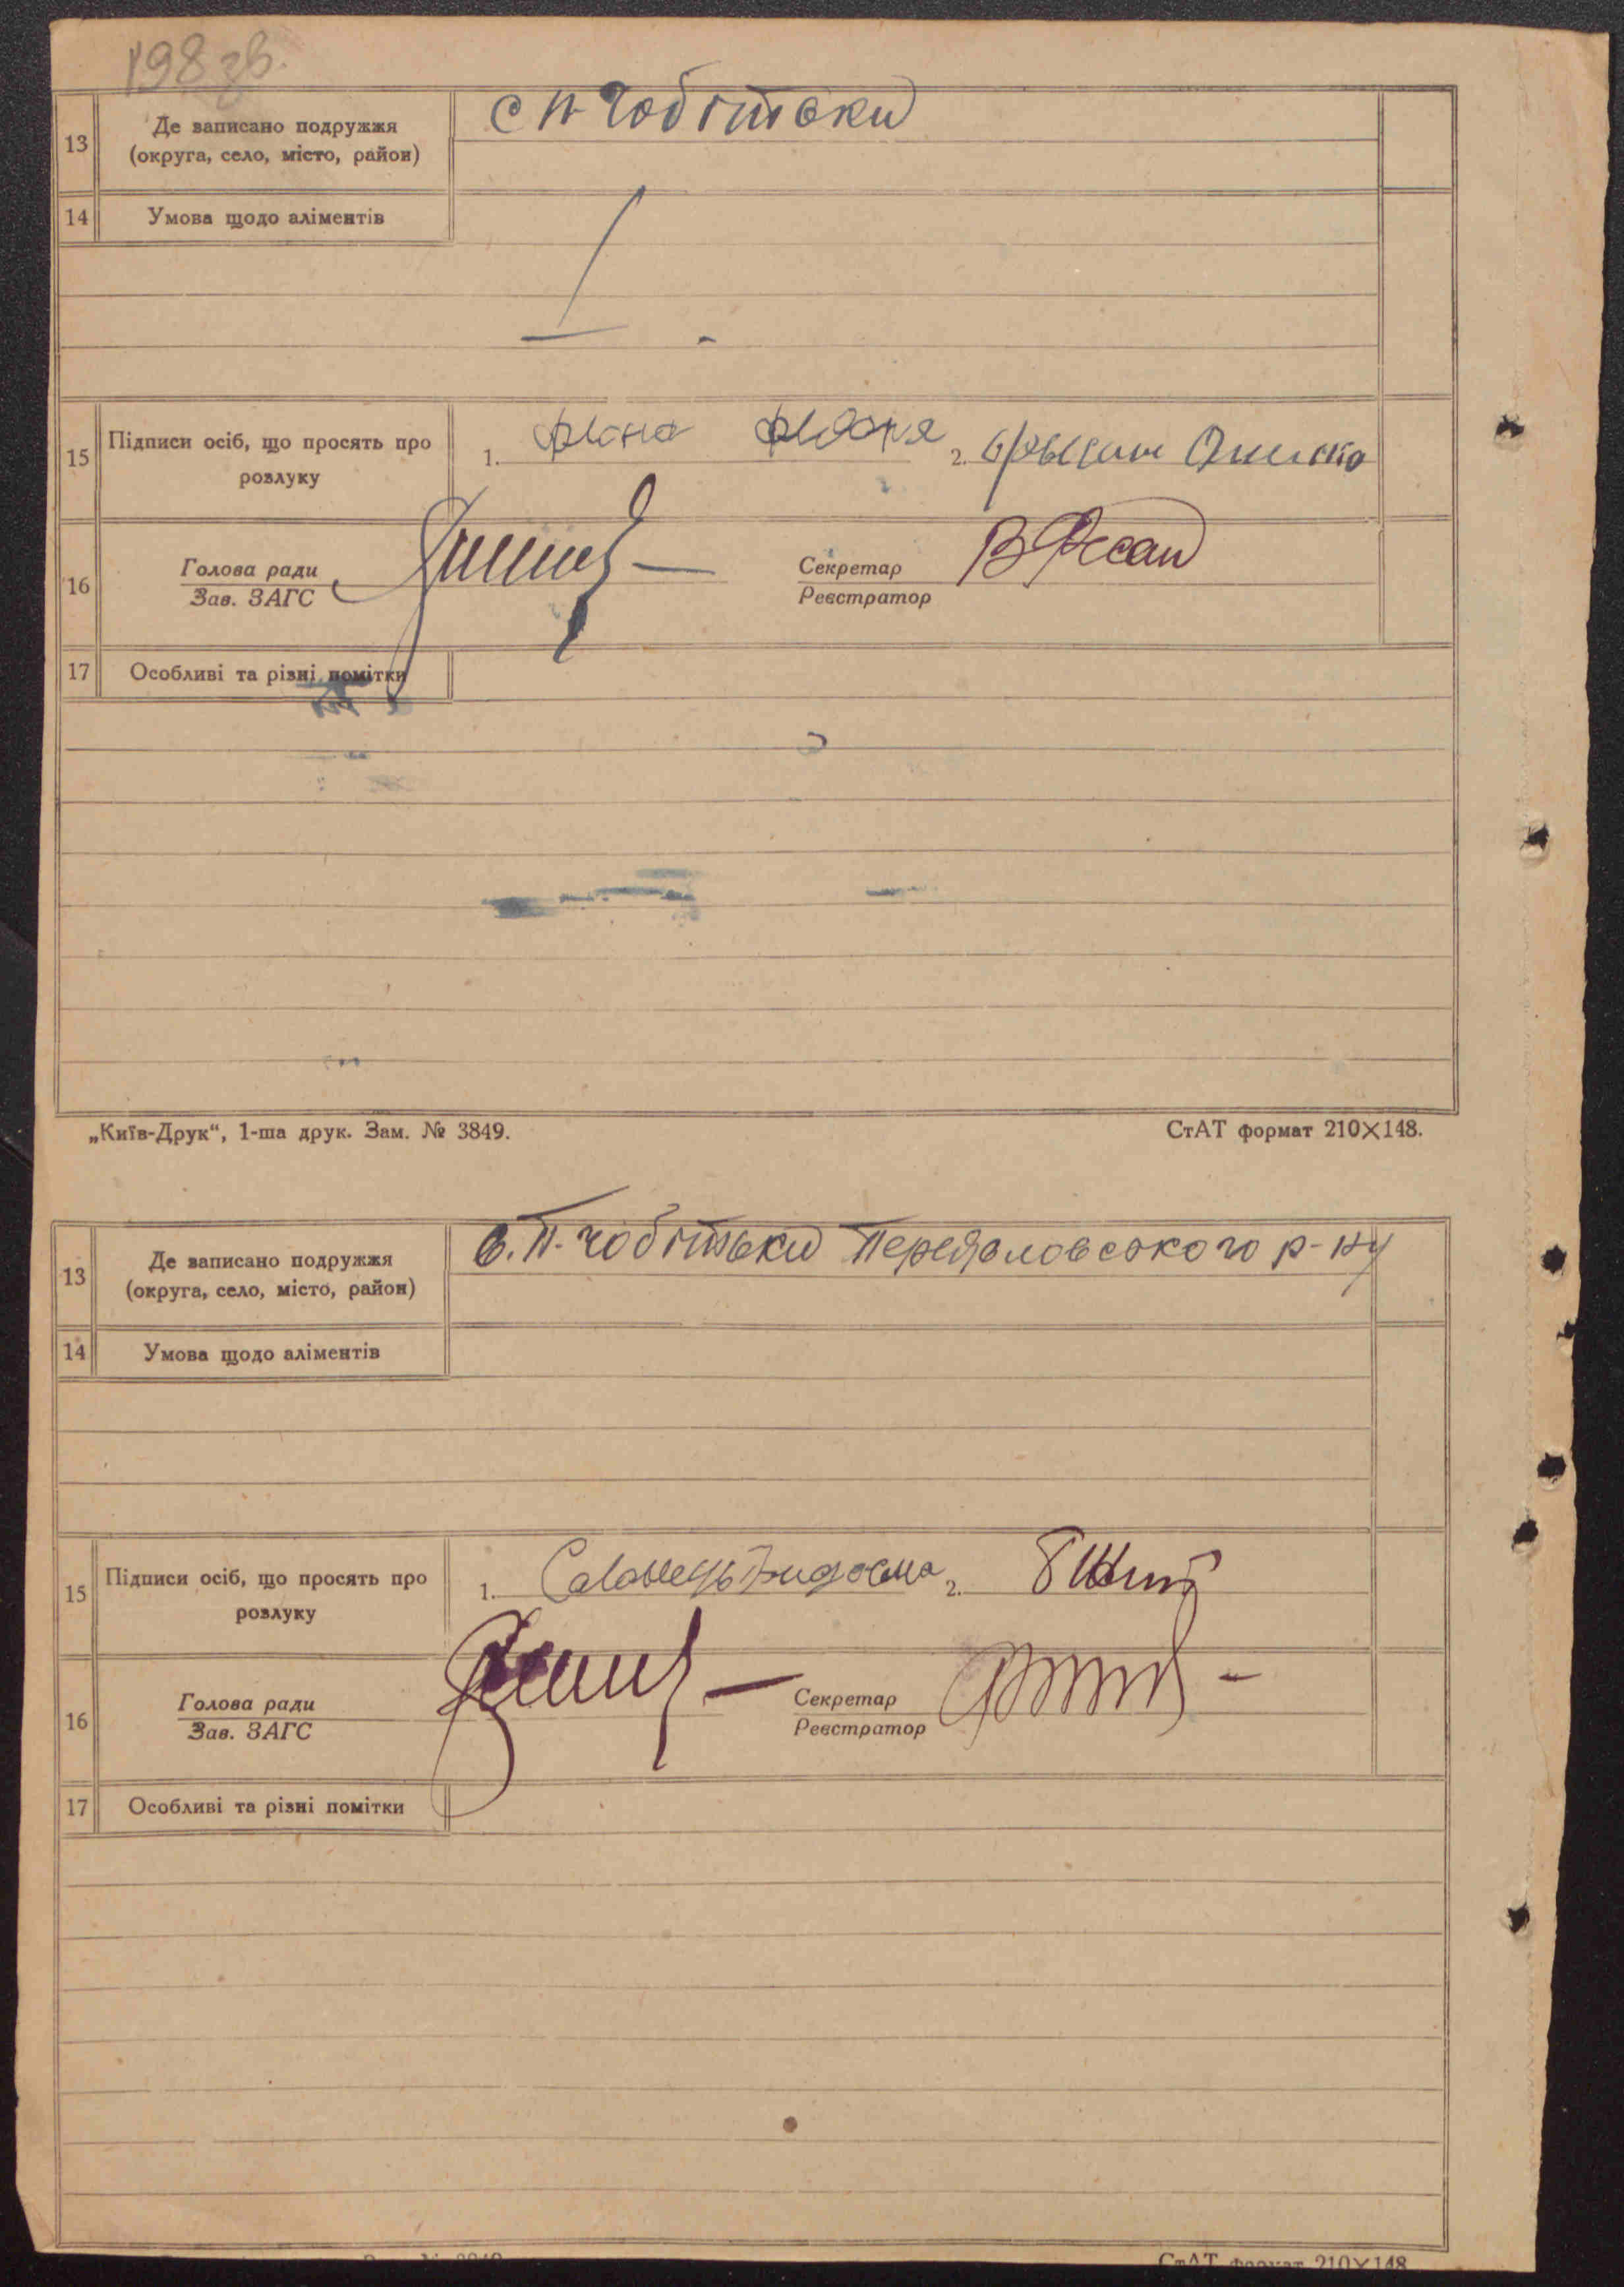 198 зв.
13 Де записано подружжя (округа, село, місто, район) с П Чобітьки
14 Умова щодо аліментів
15 Підписи осіб, що просять про розлуку 1. 2.
16 Голова ради Секретар
Зав. ЗАГС Реєстратор
17 Особливі та різні помітки
„Київ-Друк“, 1-ша друк. Зам. № 3849. СтАТ формат 210×148.
13 Де записано подружжя (округа, село, місто, район) с. П-Чобітьки Переяславського р-ну
14 Умова щодо аліментів
15 Підписи осіб, що просять про розлуку 1. 2.
16 Голова ради Секретар
Зав. ЗАГС Реєстратор
17 Особливі та різні помітки
СтАТ формат 210×148